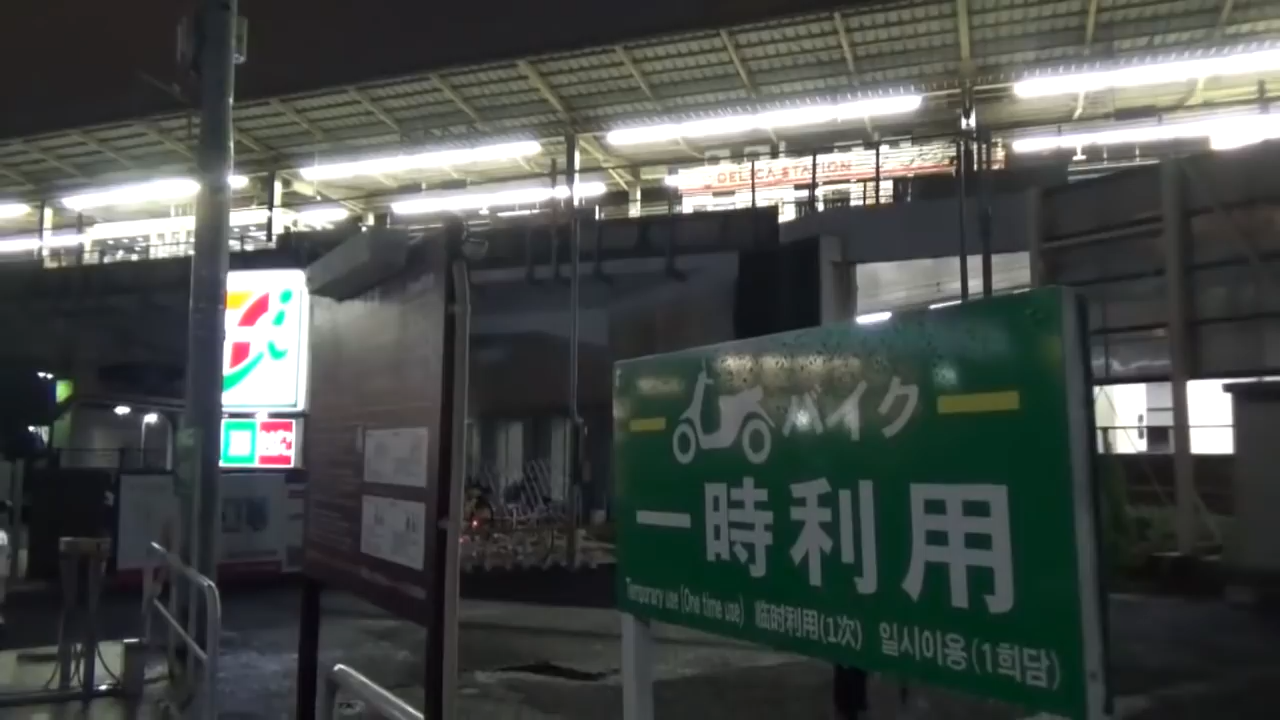 DELICA STATION
バイク
一時利用
Temporary use (One time use) 临时利用(1次) 일시이용(1회담)